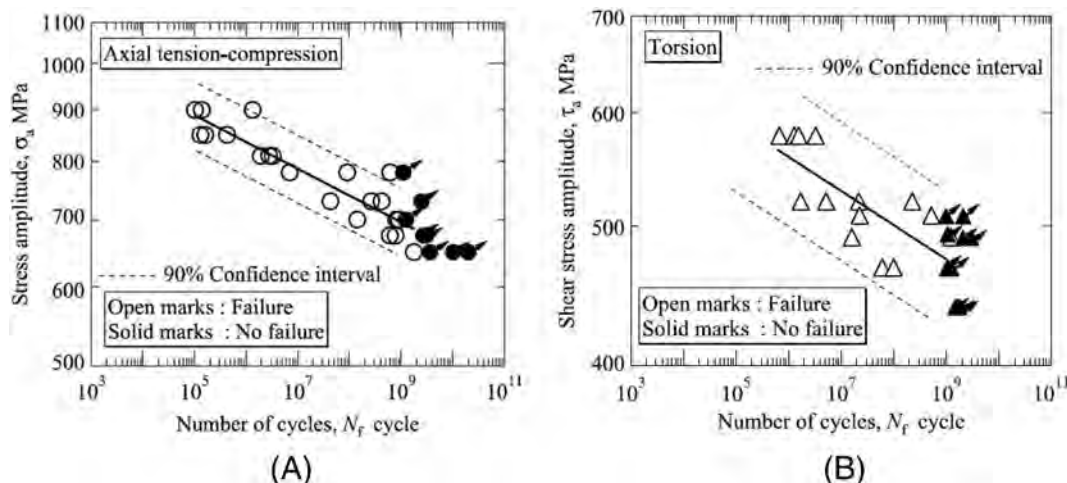 1100
1000
900
800
700
600
500
Stress amplitude, σa MPa
Axial tension-compression
90% Confidence interval
Open marks : Failure
Solid marks : No failure
10³ 10⁵ 10⁷ 10⁹ 10¹¹
Number of cycles, Nf cycle
(A)
700
600
500
400
Shear stress amplitude, τa MPa
Torsion
90% Confidence interval
Open marks : Failure
Solid marks : No failure
10³ 10⁵ 10⁷ 10⁹ 10¹¹
Number of cycles, Nf cycle
(B)